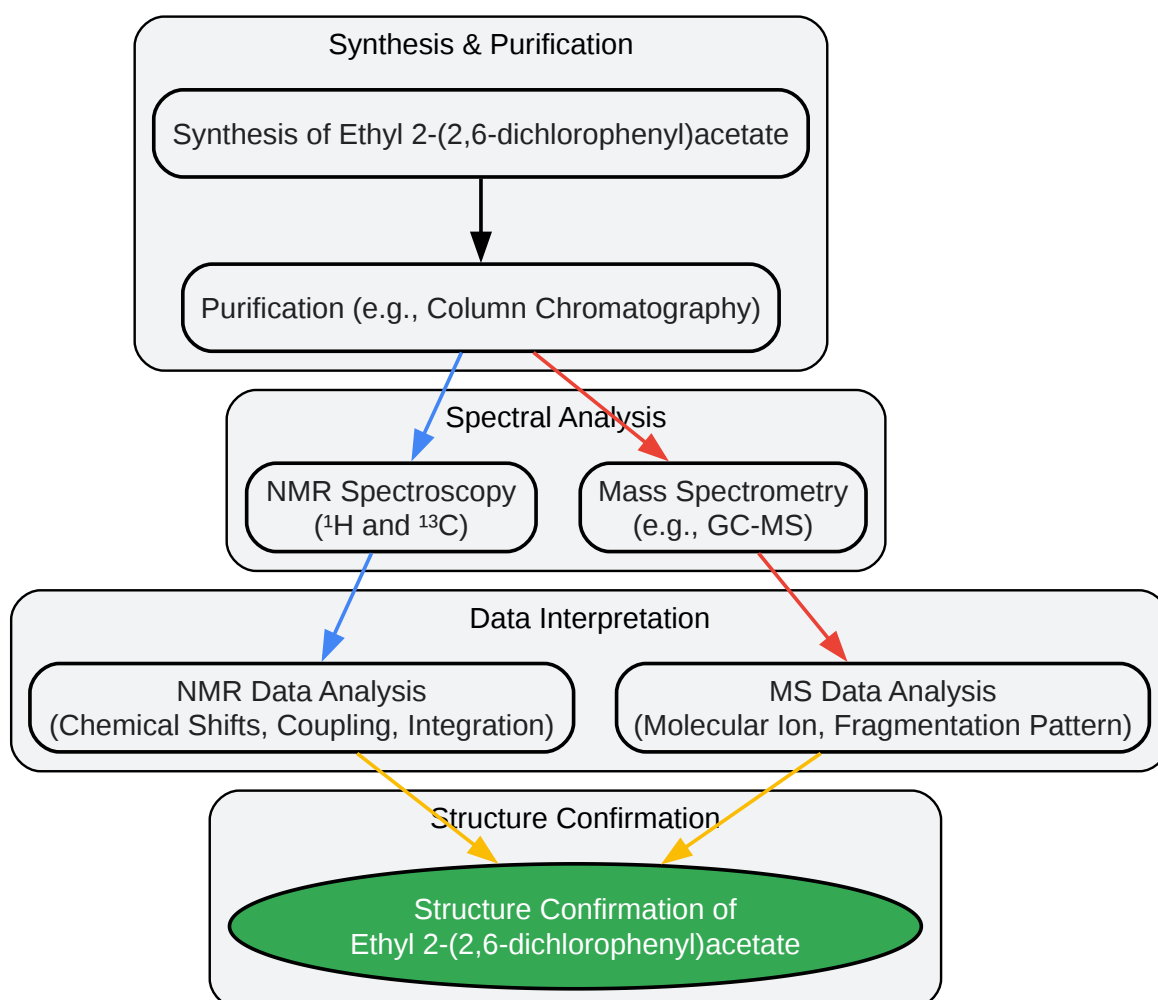 Synthesis & Purification
Synthesis of Ethyl 2-(2,6-dichlorophenyl)acetate
Purification (e.g., Column Chromatography)
Spectral Analysis
NMR Spectroscopy
(¹H and ¹³C)
Mass Spectrometry
(e.g., GC-MS)
Data Interpretation
NMR Data Analysis
(Chemical Shifts, Coupling, Integration)
MS Data Analysis
(Molecular Ion, Fragmentation Pattern)
Structure Confirmation
Structure Confirmation of
Ethyl 2-(2,6-dichlorophenyl)acetate